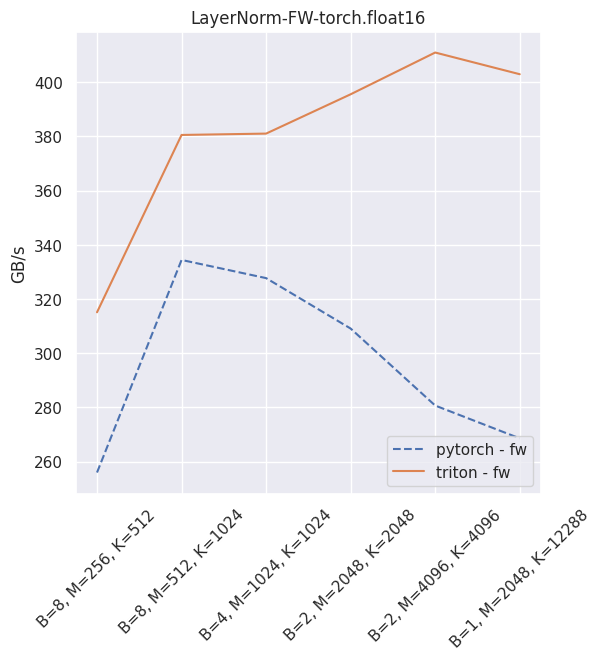 LayerNorm-FW-torch.float16
GB/s
400
380
360
340
320
300
280
260
pytorch - fw
triton - fw
B=8, M=256, K=512
B=8, M=512, K=1024
B=4, M=1024, K=1024
B=2, M=2048, K=2048
B=2, M=4096, K=4096
B=1, M=2048, K=12288